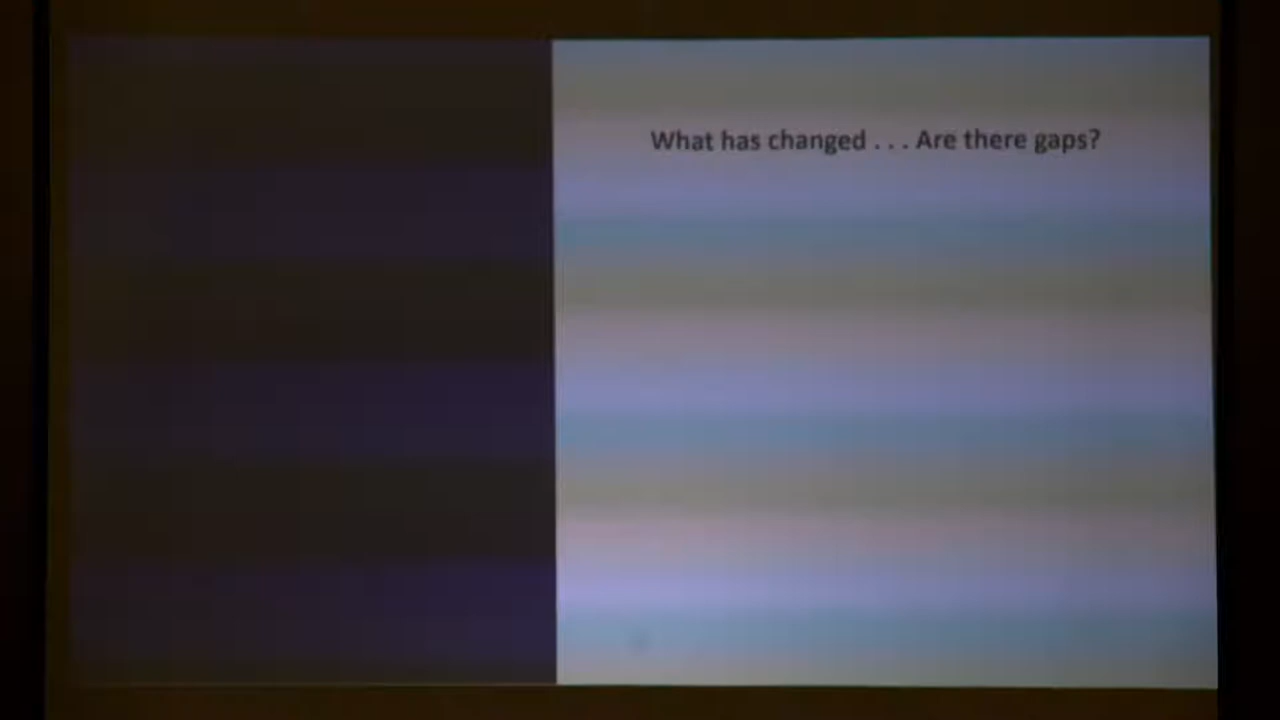 What has changed . . . Are there gaps?